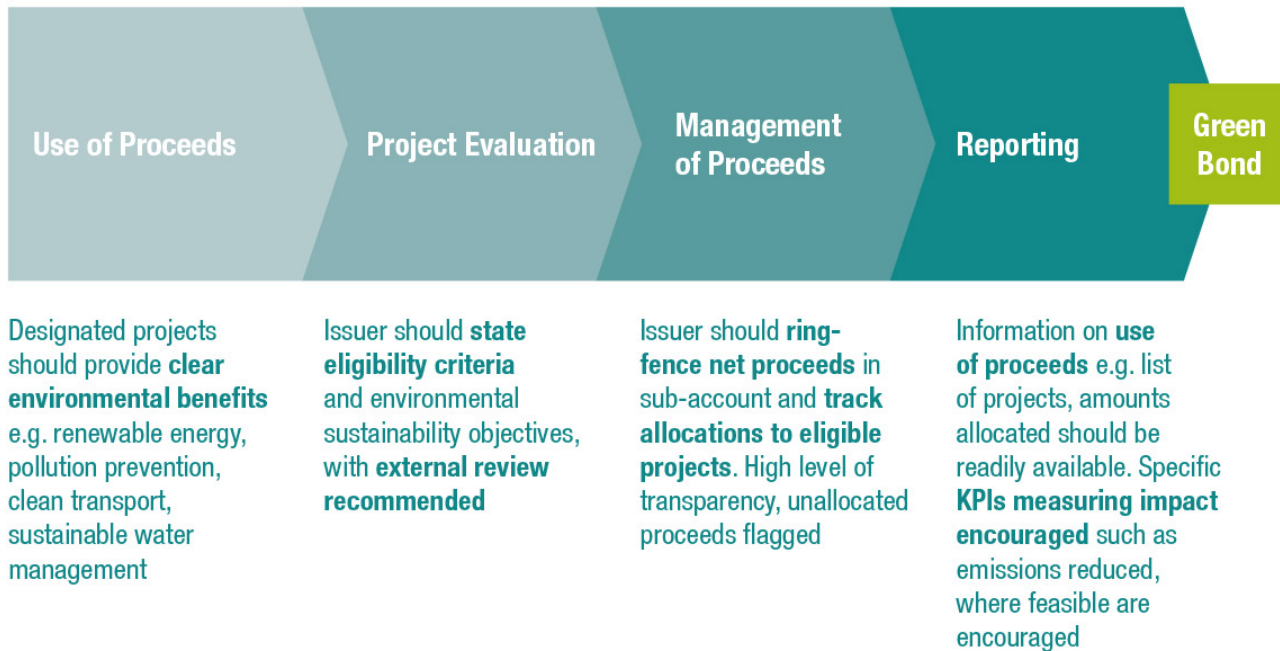 Use of Proceeds
Project Evaluation
Management
of Proceeds
Reporting
Green
Bond
Designated projects
should provide clear
environmental benefits
e.g. renewable energy,
pollution prevention,
clean transport,
sustainable water
management
Issuer should state
eligibility criteria
and environmental
sustainability objectives,
with external review
recommended
Issuer should ring-
fence net proceeds in
sub-account and track
allocations to eligible
projects. High level of
transparency, unallocated
proceeds flagged
Information on use
of proceeds e.g. list
of projects, amounts
allocated should be
readily available. Specific
KPIs measuring impact
encouraged such as
emissions reduced,
where feasible are
encouraged